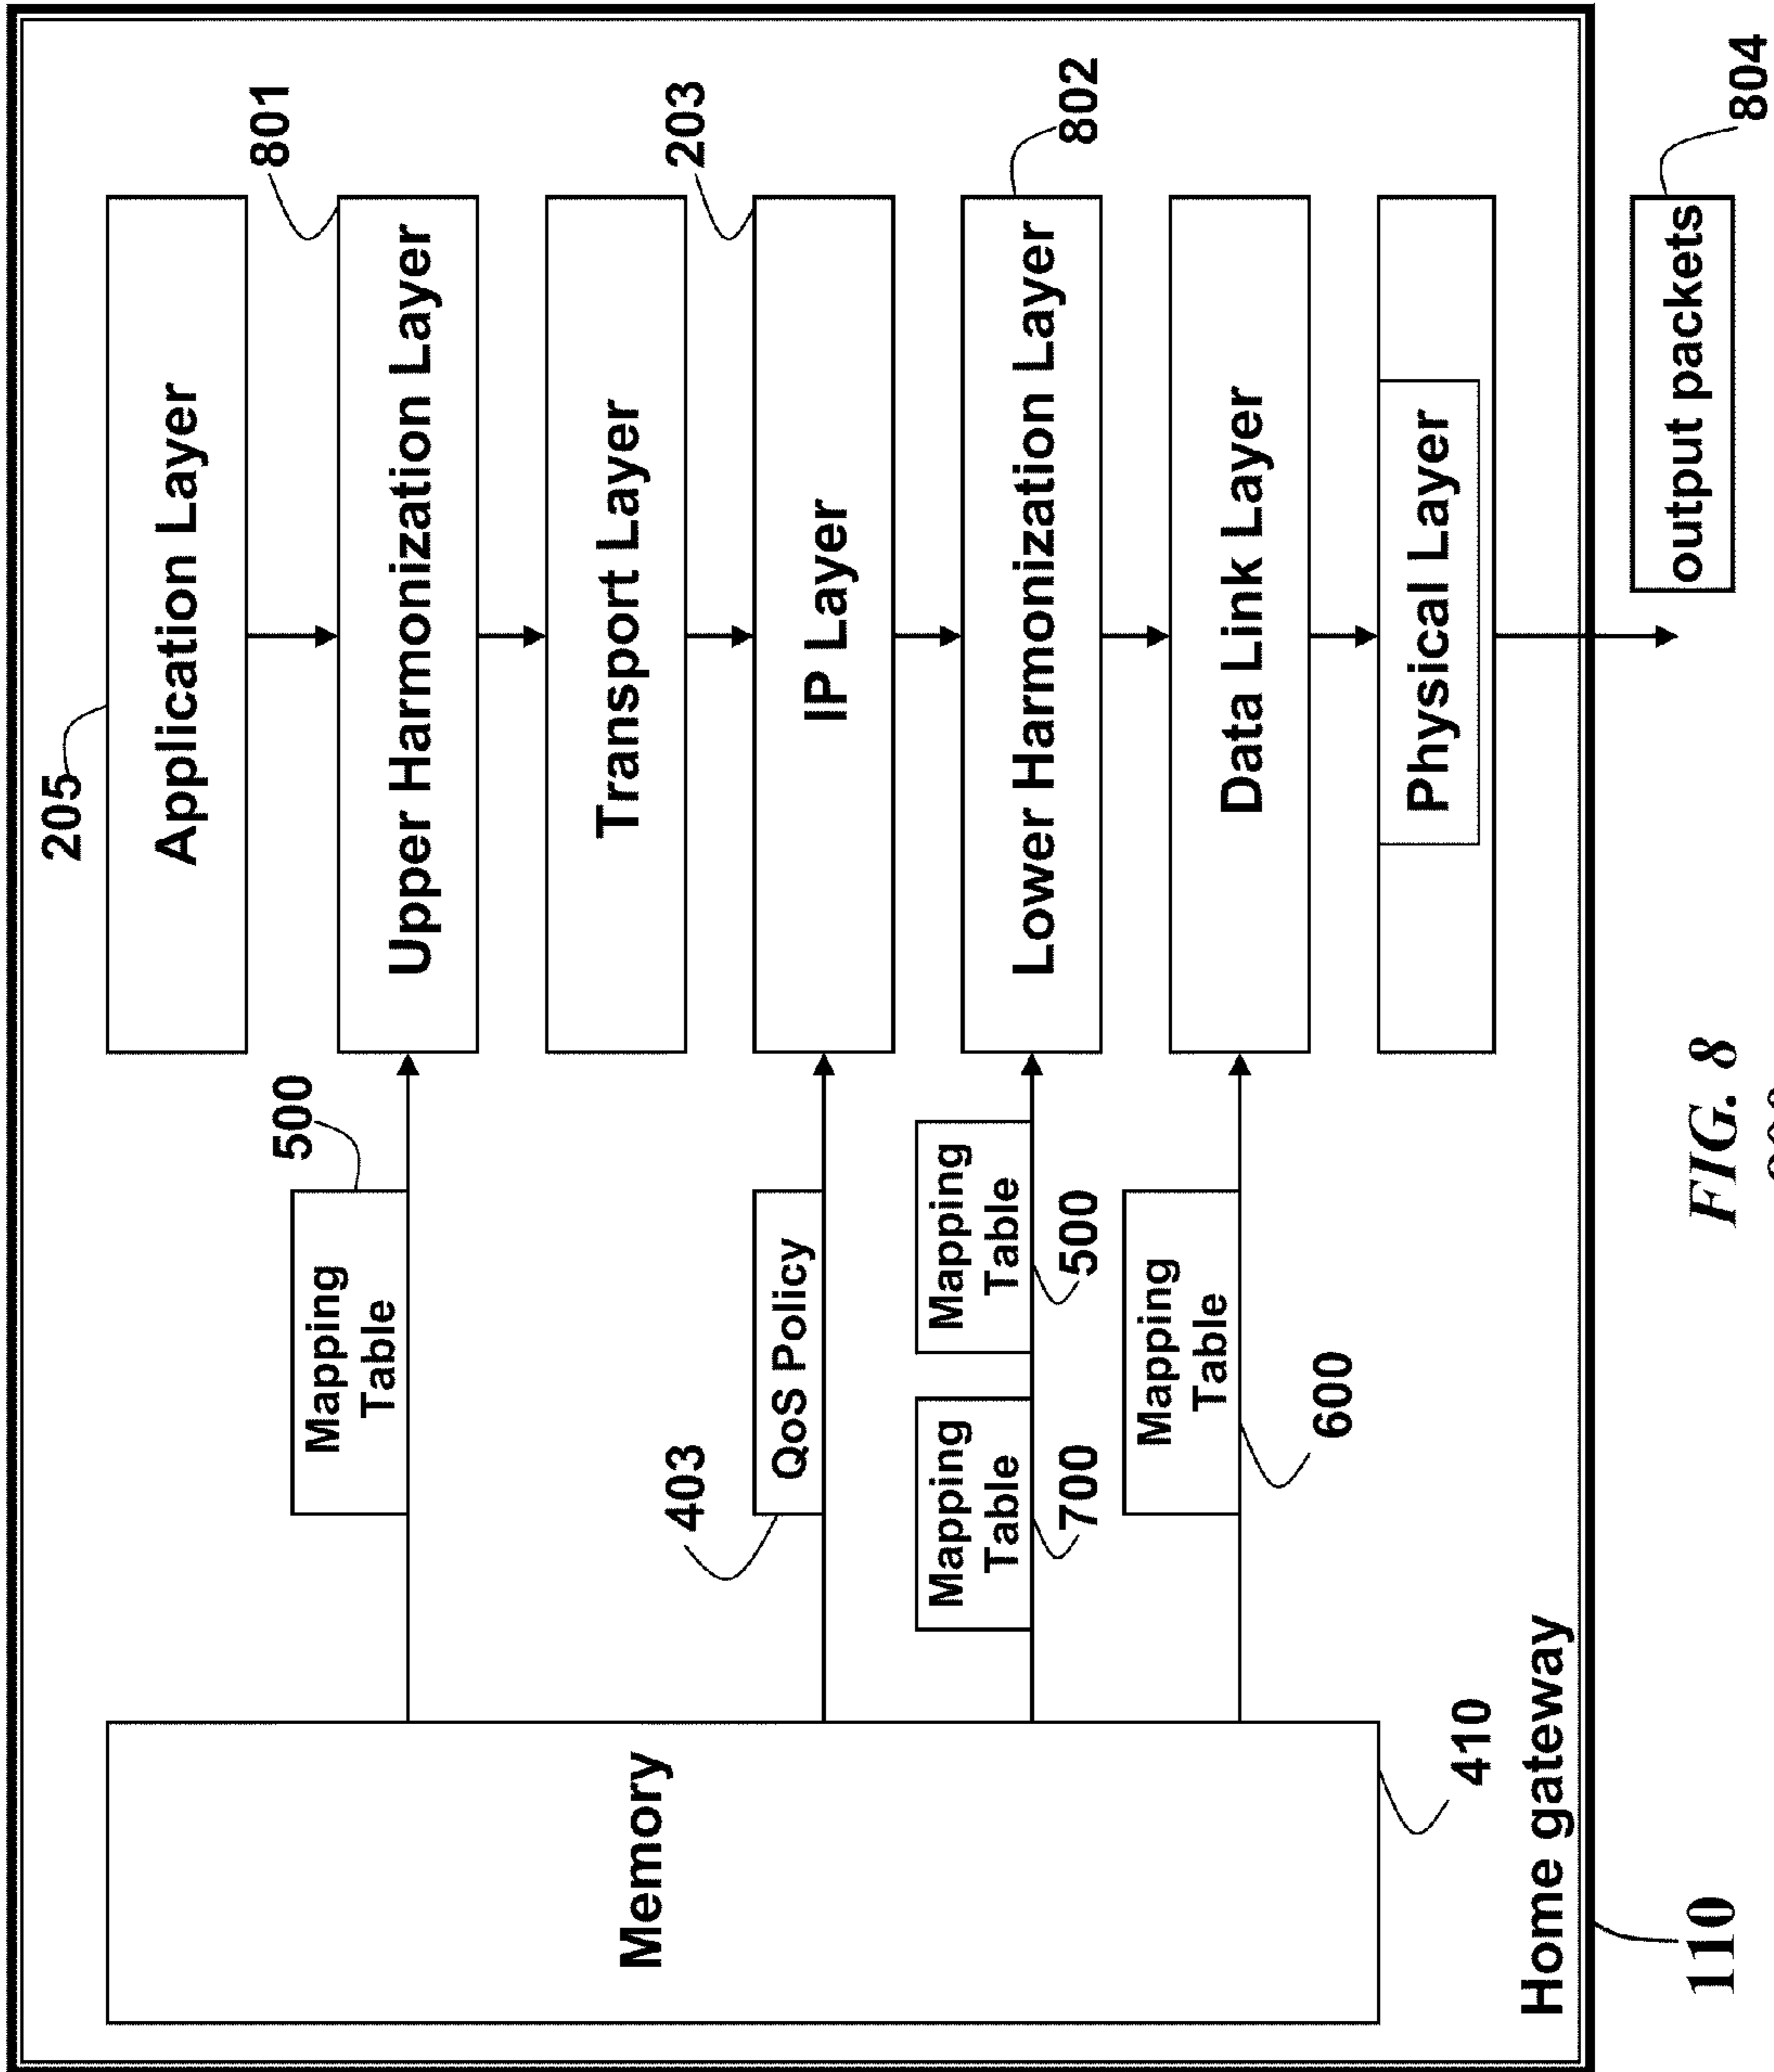 205
Application Layer
801
500
Mapping
Table
Upper Harmonization Layer
Transport Layer
203
403
QoS Policy
IP Layer
Memory
Mapping
Table
700
Mapping
Table
500
Lower Harmonization Layer
802
Mapping
Table
600
Data Link Layer
Physical Layer
410
Home gateway
110
output packets
804
FIG. 8